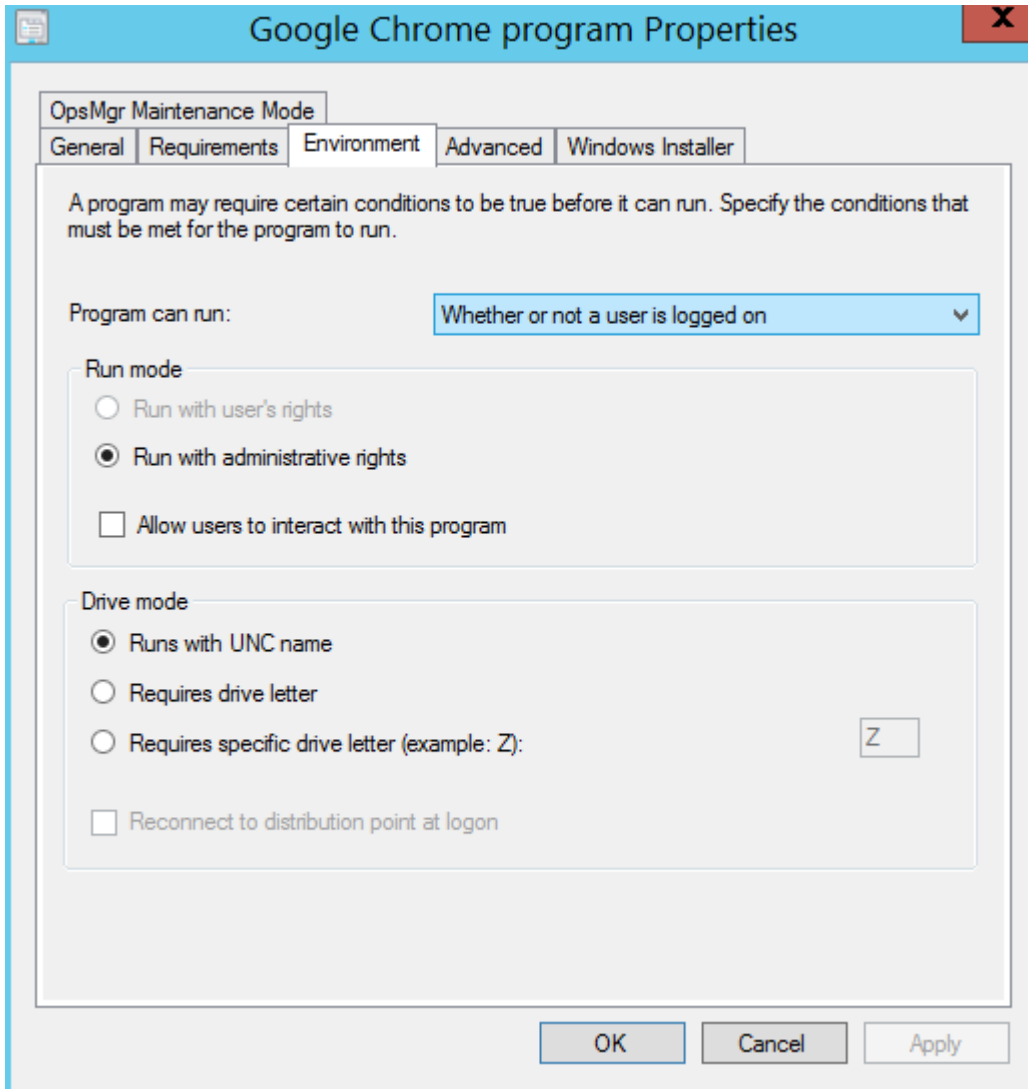 Google Chrome program Properties
X
OpsMgr Maintenance Mode
General
Requirements
Environment
Advanced
Windows Installer
A program may require certain conditions to be true before it can run. Specify the conditions that
must be met for the program to run.
Program can run:
Whether or not a user is logged on
Run mode
Run with user's rights
Run with administrative rights
Allow users to interact with this program
Drive mode
Runs with UNC name
Requires drive letter
Requires specific drive letter (example: Z):
Z
Reconnect to distribution point at logon
OK
Cancel
Apply